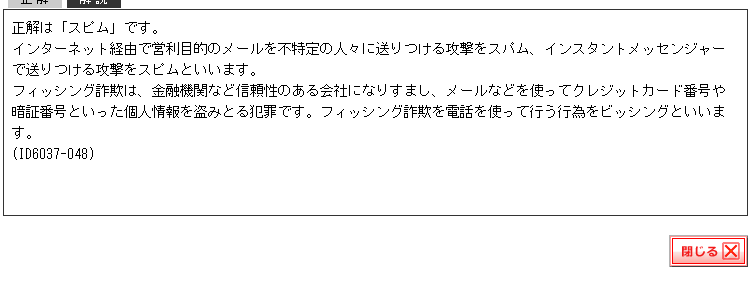 正解 解説
正解は「スピム」です。
インターネット経由で営利目的のメールを不特定の人々に送りつける攻撃をスパム、インスタントメッセンジャー
で送りつける攻撃をスピムといいます。
フィッシング詐欺は、金融機関など信頼性のある会社になりすまし、メールなどを使ってクレジットカード番号や
暗証番号といった個人情報を盗みとる犯罪です。フィッシング詐欺を電話を使って行う行為をビッシングといいま
す。
(ID6037-048)
閉じる